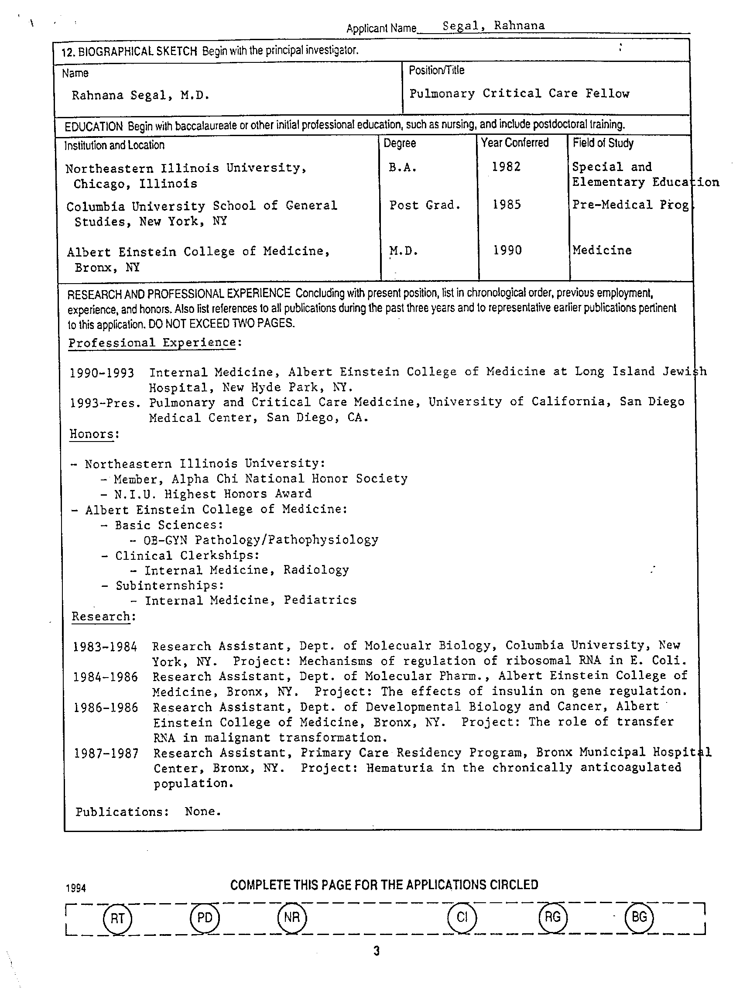 Applicant Name Segal, Rahnana
12. BIOGRAPHICAL SKETCH Begin with the principal investigator.
Name
Position/Title
Rahnana Segal, M.D.
Pulmonary Critical Care Fellow
EDUCATION Begin with baccalaureate or other initial professional education, such as nursing, and include postdoctoral training.
Institution and Location Degree Year Conferred Field of Study
Northeastern Illinois University, B.A. 1982 Special and
Chicago, Illinois Elementary Education
Columbia University School of General Post Grad. 1985 Pre-Medical Prog.
Studies, New York, NY
Albert Einstein College of Medicine, M.D. 1990 Medicine
Bronx, NY
RESEARCH AND PROFESSIONAL EXPERIENCE Concluding with present position, list in chronological order, previous employment,
experience, and honors. Also list references to all publications during the past three years and to representative earlier publications pertinent
to this application. DO NOT EXCEED TWO PAGES.
Professional Experience:
1990-1993 Internal Medicine, Albert Einstein College of Medicine at Long Island Jewish
Hospital, New Hyde Park, NY.
1993-Pres. Pulmonary and Critical Care Medicine, University of California, San Diego
Medical Center, San Diego, CA.
Honors:
- Northeastern Illinois University:
- Member, Alpha Chi National Honor Society
- N.I.U. Highest Honors Award
- Albert Einstein College of Medicine:
- Basic Sciences:
- OB-GYN Pathology/Pathophysiology
- Clinical Clerkships:
- Internal Medicine, Radiology
- Subinternships:
- Internal Medicine, Pediatrics
Research:
1983-1984 Research Assistant, Dept. of Molecualr Biology, Columbia University, New
York, NY. Project: Mechanisms of regulation of ribosomal RNA in E. Coli.
1984-1986 Research Assistant, Dept. of Molecular Pharm., Albert Einstein College of
Medicine, Bronx, NY. Project: The effects of insulin on gene regulation.
1986-1986 Research Assistant, Dept. of Developmental Biology and Cancer, Albert
Einstein College of Medicine, Bronx, NY. Project: The role of transfer
RNA in malignant transformation.
1987-1987 Research Assistant, Primary Care Residency Program, Bronx Municipal Hospital
Center, Bronx, NY. Project: Hematuria in the chronically anticoagulated
population.
Publications: None.
1994 COMPLETE THIS PAGE FOR THE APPLICATIONS CIRCLED
RT PD NR CI RG BG
3